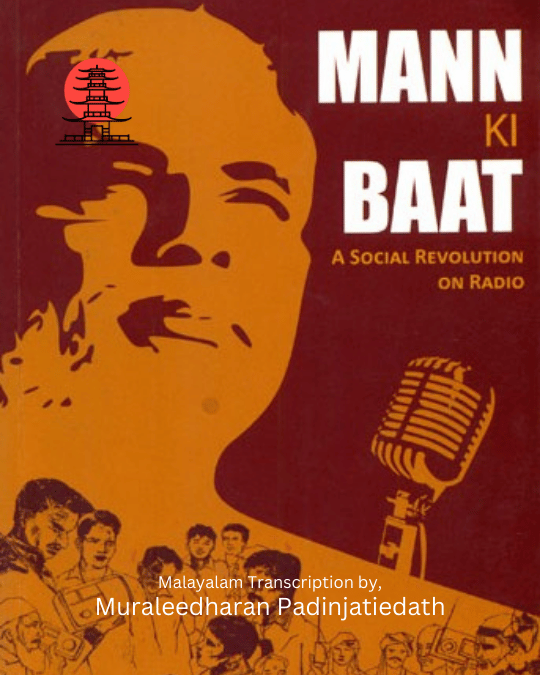 MANN
KI
BAAT
A SOCIAL REVOLUTION
ON RADIO
Malayalam Transcription by,
Muraleedharan Padinjatiedath